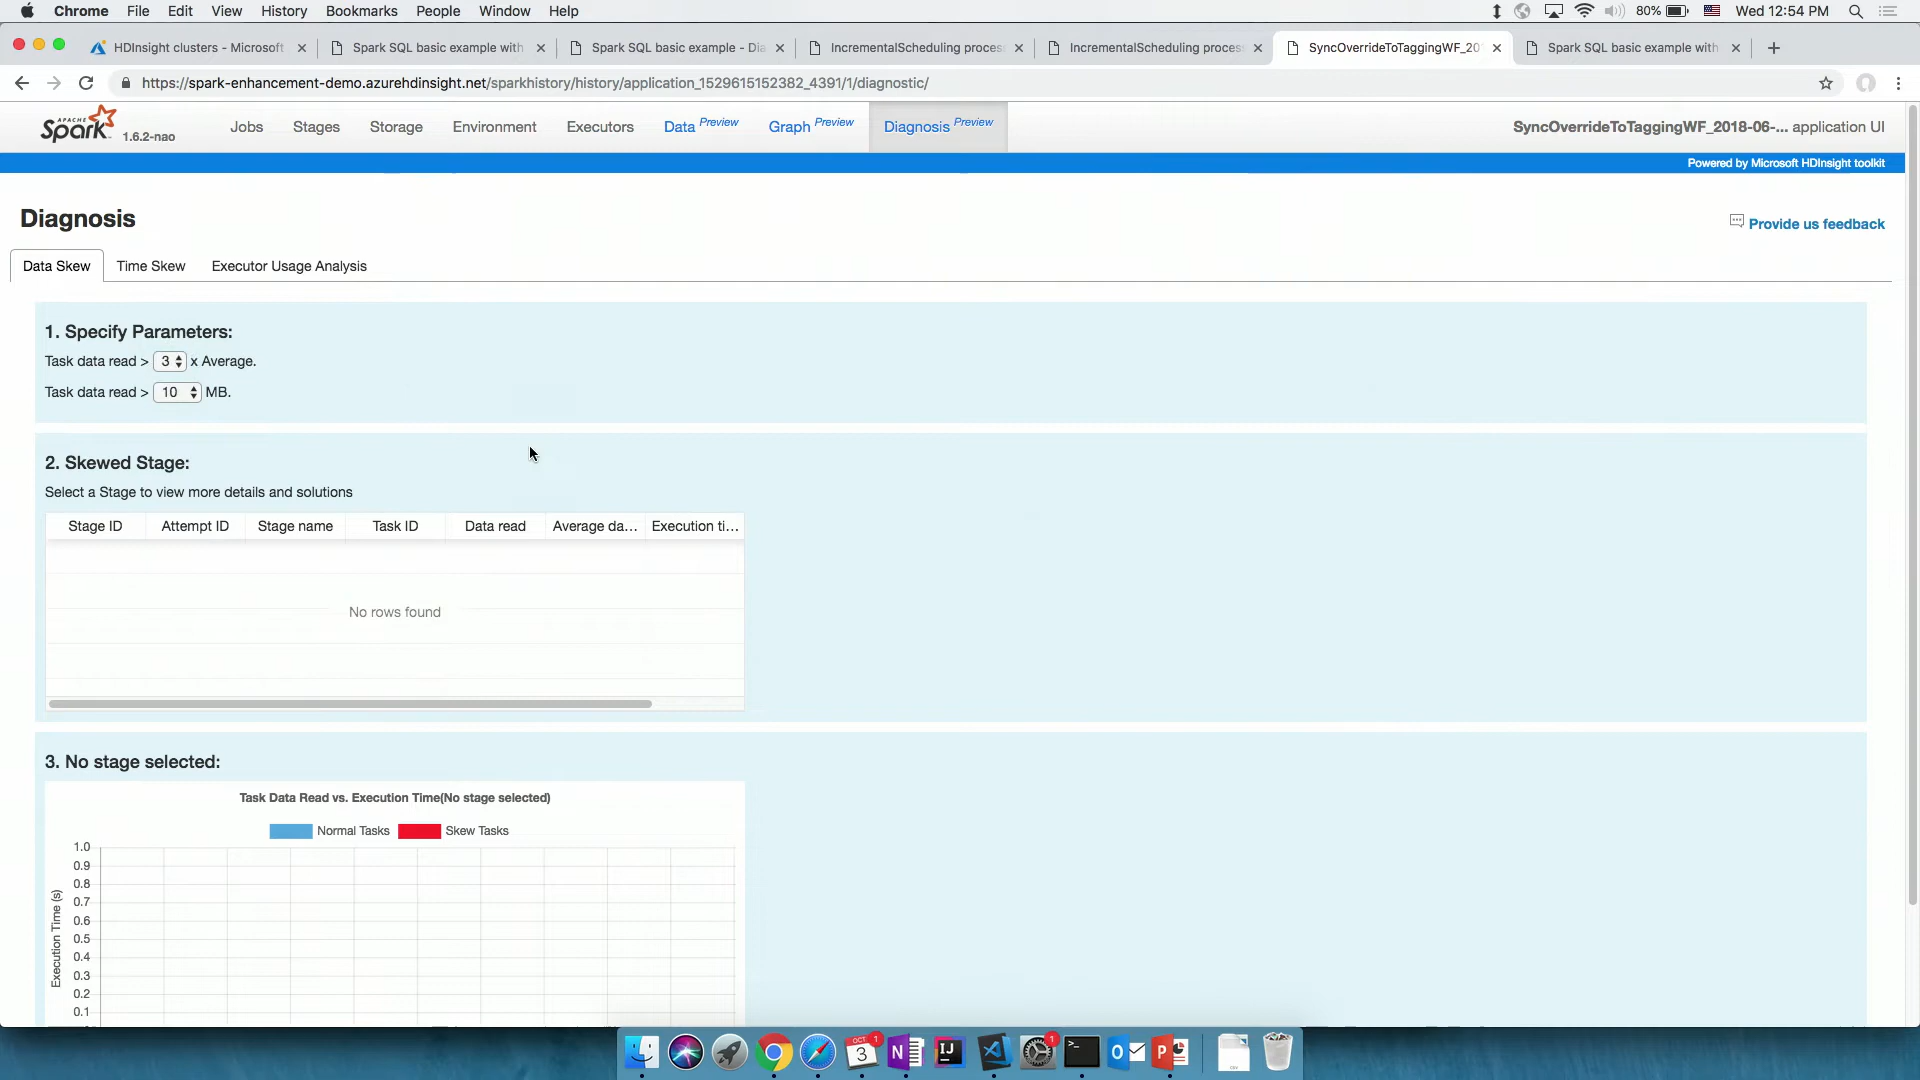 Chrome File Edit View History Bookmarks People Window Help 80% Wed 12:54 PM
HDInsight clusters - Microsoft Spark SQL basic example with Spark SQL basic example - Dia IncrementalScheduling proces IncrementalScheduling proces SyncOverrideToTaggingWF_20 Spark SQL basic example with
https://spark-enhancement-demo.azurehdinsight.net/sparkhistory/history/application_1529615152382_4391/1/diagnostic/
APACHE Spark 1.6.2-nao Jobs Stages Storage Environment Executors Data Preview Graph Preview Diagnosis Preview SyncOverrideToTaggingWF_2018-06-... application UI
Powered by Microsoft HDInsight toolkit
Diagnosis
Provide us feedback
Data Skew Time Skew Executor Usage Analysis
1. Specify Parameters:
Task data read > 3 x Average.
Task data read > 10 MB.
2. Skewed Stage:
Select a Stage to view more details and solutions
Stage ID Attempt ID Stage name Task ID Data read Average da... Execution ti...
No rows found
3. No stage selected:
Task Data Read vs. Execution Time(No stage selected)
Normal Tasks Skew Tasks
1.0
0.9
0.8
0.7
0.6
0.5
0.4
0.3
0.2
0.1
Execution Time (s)
OCT 1
3
N
IJ
1
>_
O
P